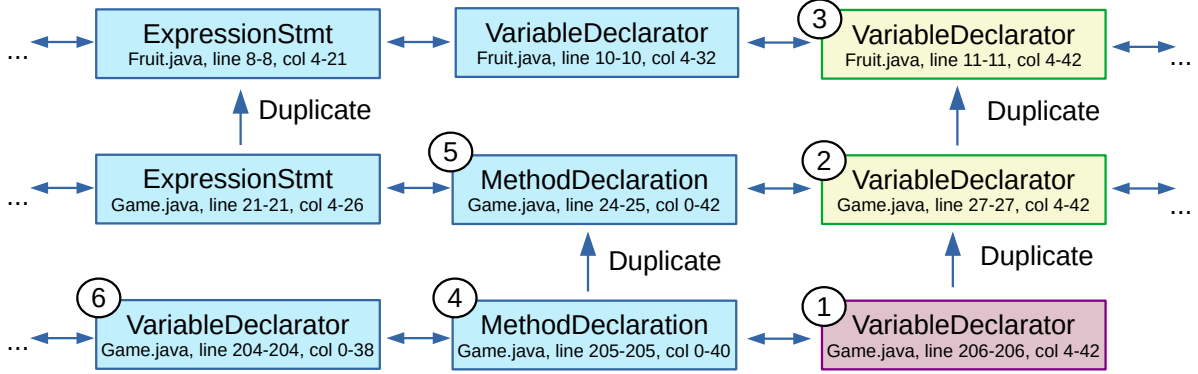 3
ExpressionStmt
Fruit.java, line 8-8, col 4-21
VariableDeclarator
Fruit.java, line 10-10, col 4-32
VariableDeclarator
Fruit.java, line 11-11, col 4-42
...
...
Duplicate
Duplicate
5
2
ExpressionStmt
Game.java, line 21-21, col 4-26
MethodDeclaration
Game.java, line 24-25, col 0-42
VariableDeclarator
Game.java, line 27-27, col 4-42
...
...
Duplicate
Duplicate
6
4
1
VariableDeclarator
Game.java, line 204-204, col 0-38
MethodDeclaration
Game.java, line 205-205, col 0-40
VariableDeclarator
Game.java, line 206-206, col 4-42
...